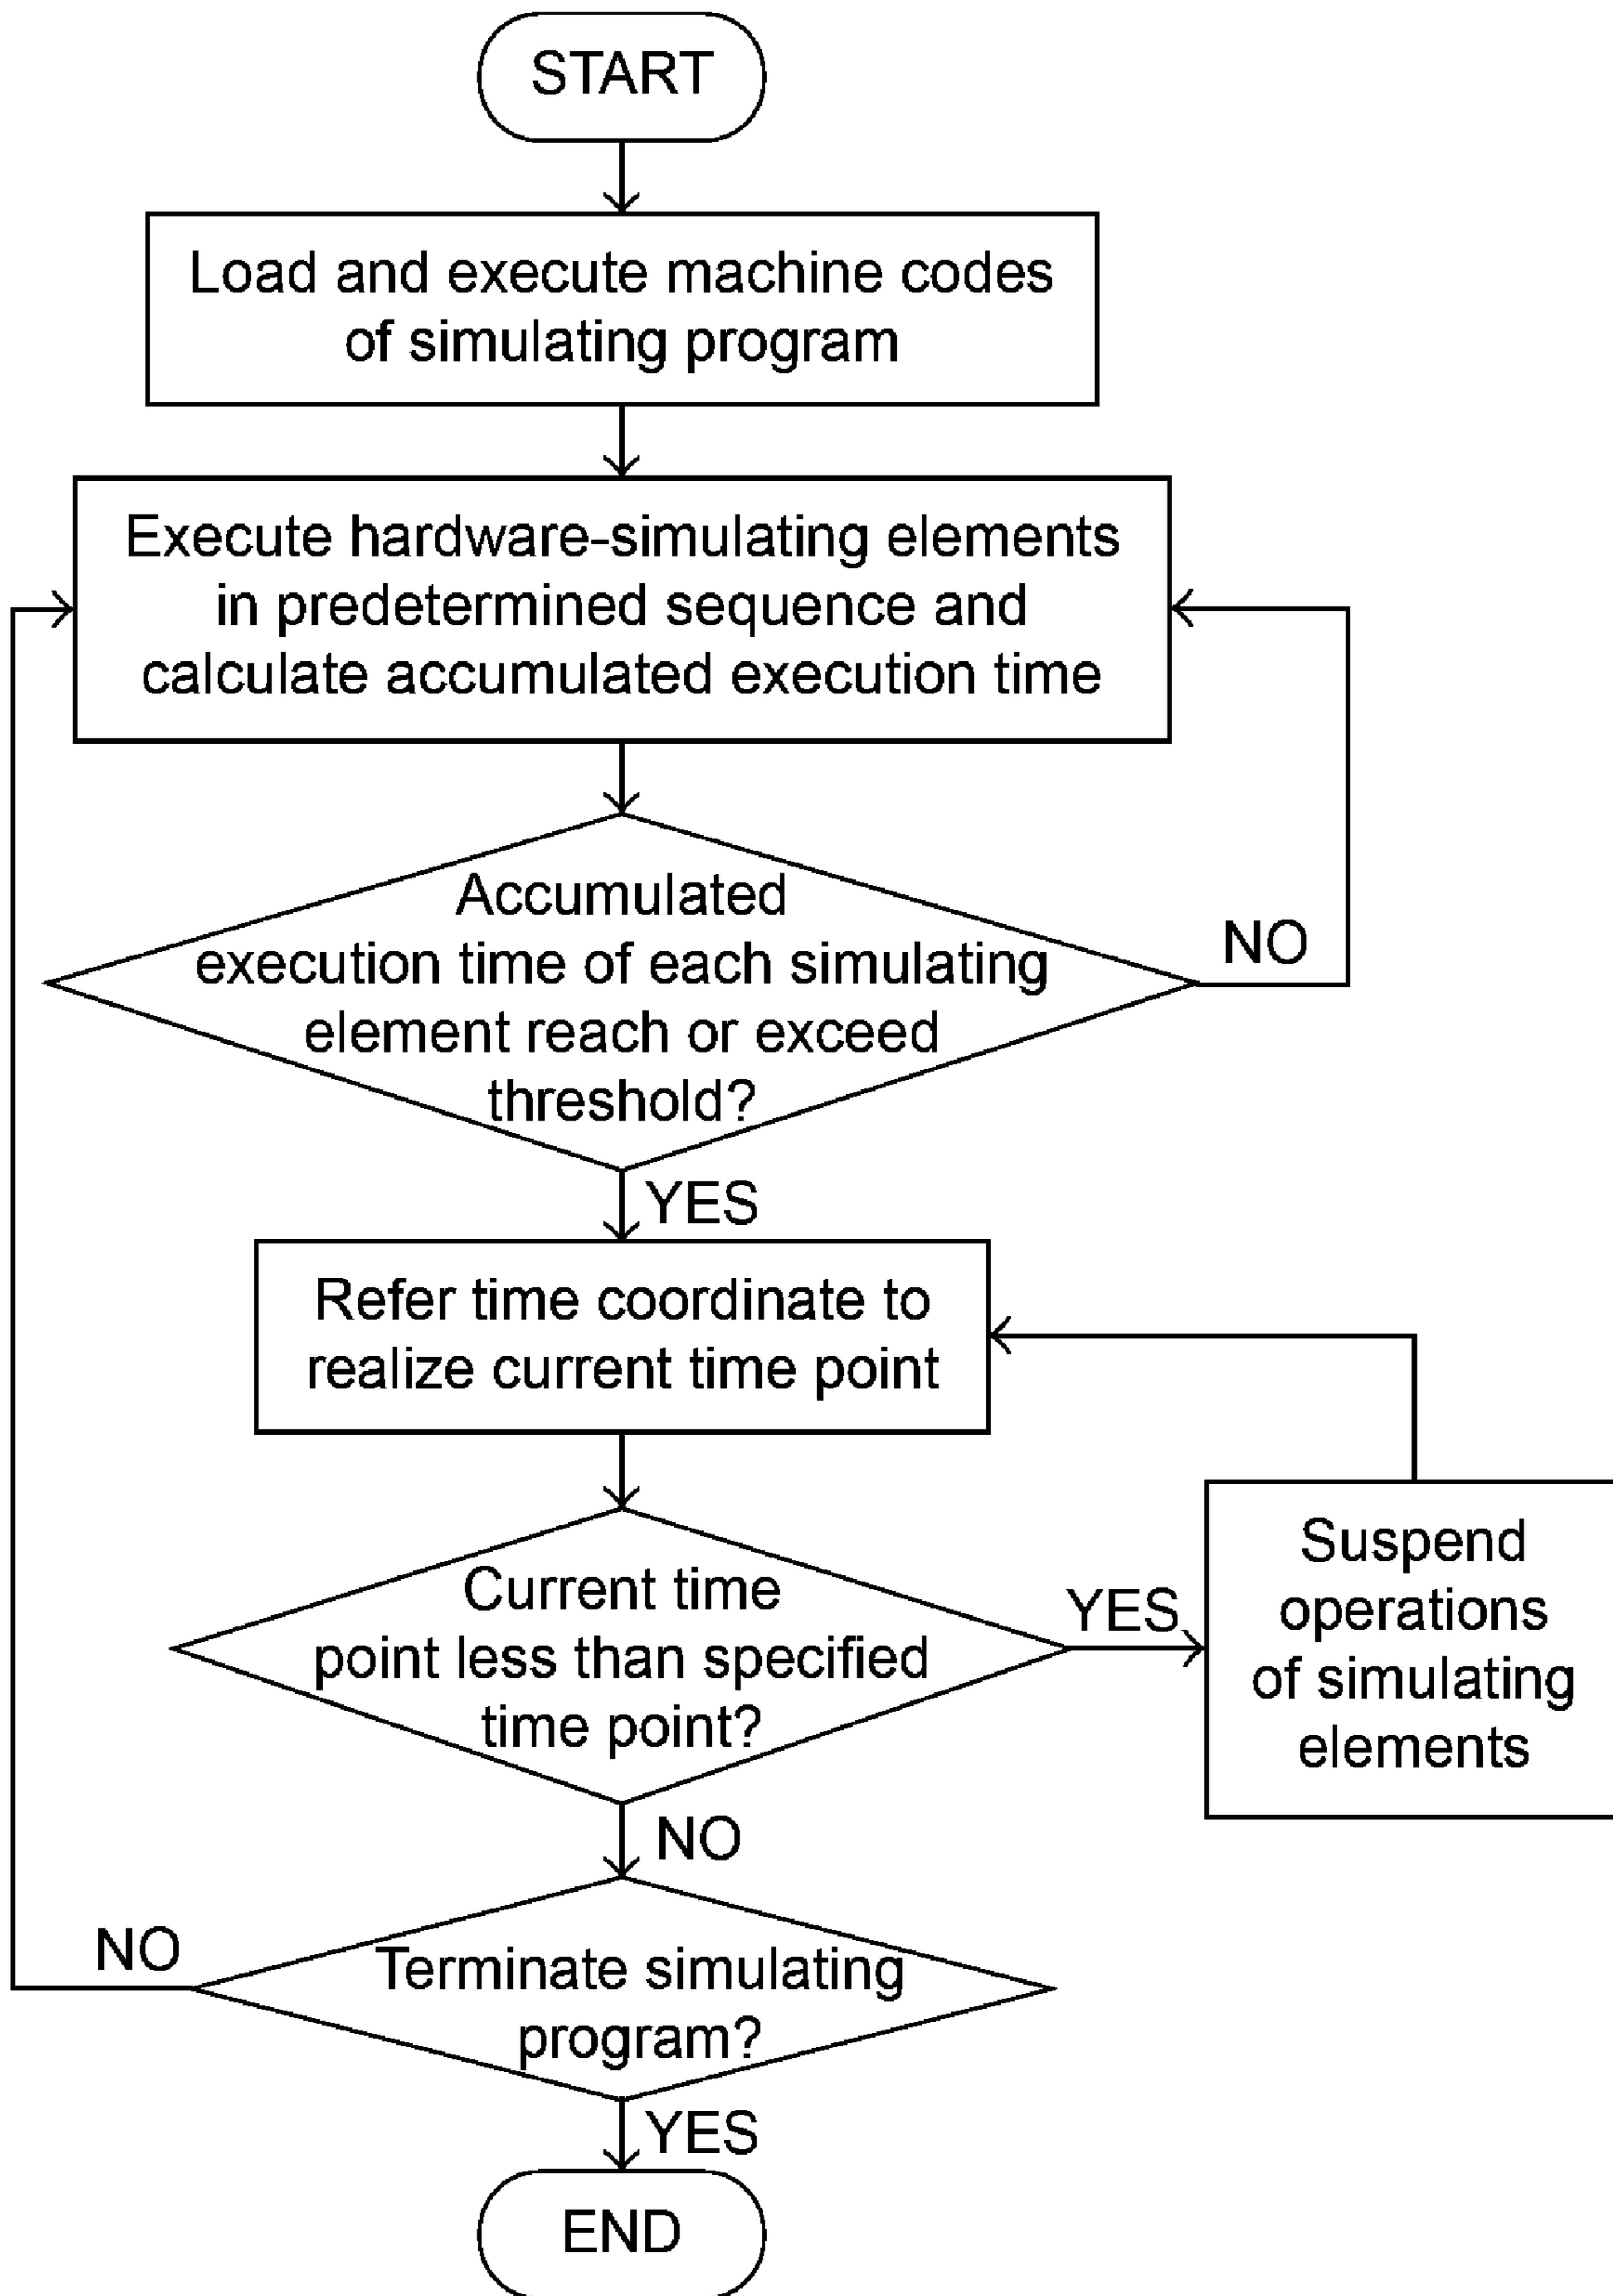 START
Load and execute machine codes
of simulating program
Execute hardware-simulating elements
in predetermined sequence and
calculate accumulated execution time
Accumulated
execution time of each simulating
element reach or exceed
threshold?
NO
YES
Refer time coordinate to
realize current time point
Current time
point less than specified
time point?
YES
Suspend
operations
of simulating
elements
NO
Terminate simulating
program?
NO
YES
END